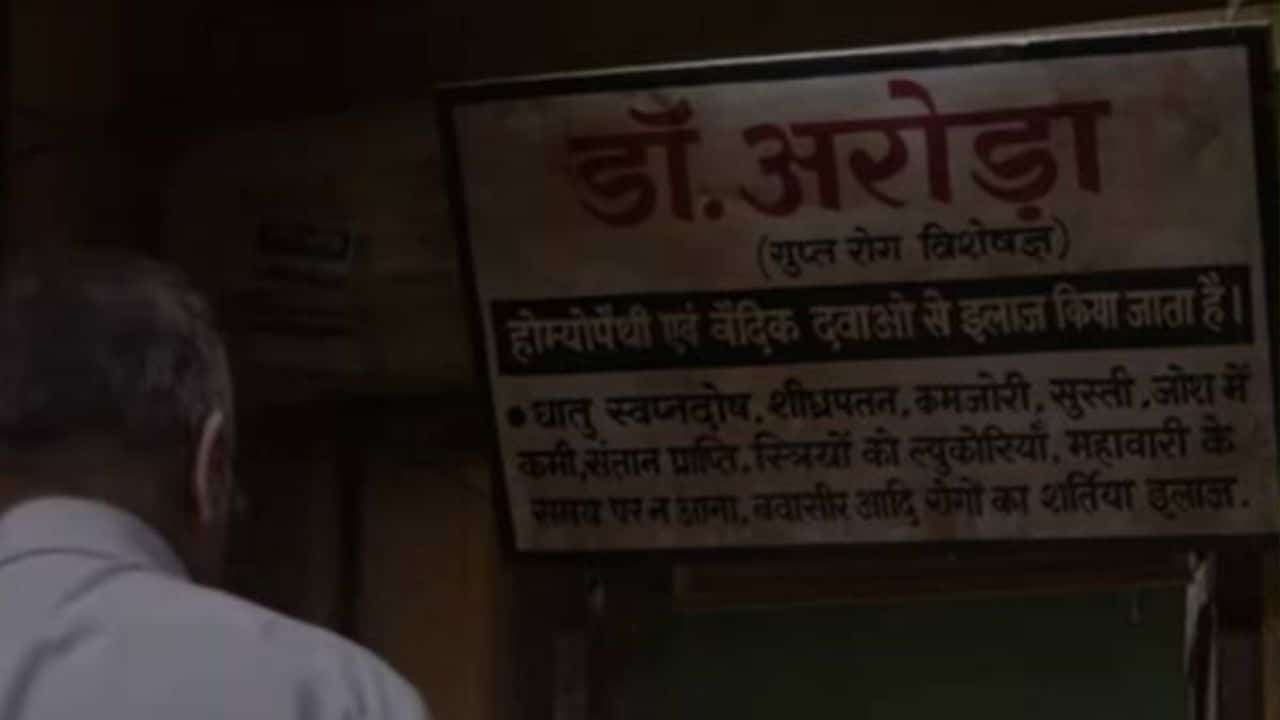 डॉ. अरोड़ा
(गुप्त रोग विशेषज्ञ)
होम्योपैथी एवं वैदिक दवाओ से इलाज किया जाता है।
• धातु स्वप्नदोष, शीघ्रपतन, कमजोरी, सुस्ती, जोश में
कमी, संतान प्राप्ति, स्त्रियों को ल्युकोरियाँ, महावारी के
समय पर न आना, बवासीर आदि रोगों का शर्तिया इलाज.